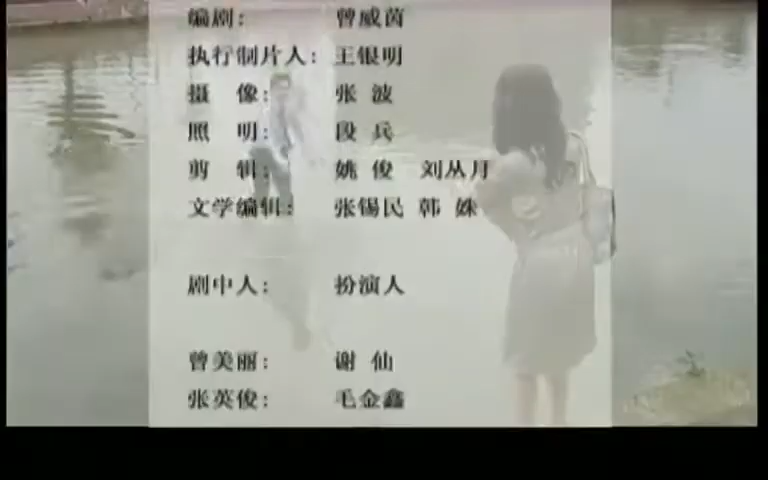 编剧: 曾威茵
执行制片人: 王银明
摄 像: 张 波
照 明: 段 兵
剪 辑: 姚 俊 刘从月
文学编辑: 张锡民 韩 姝
剧中人: 扮演人
曾美丽: 谢 仙
张英俊: 毛金鑫